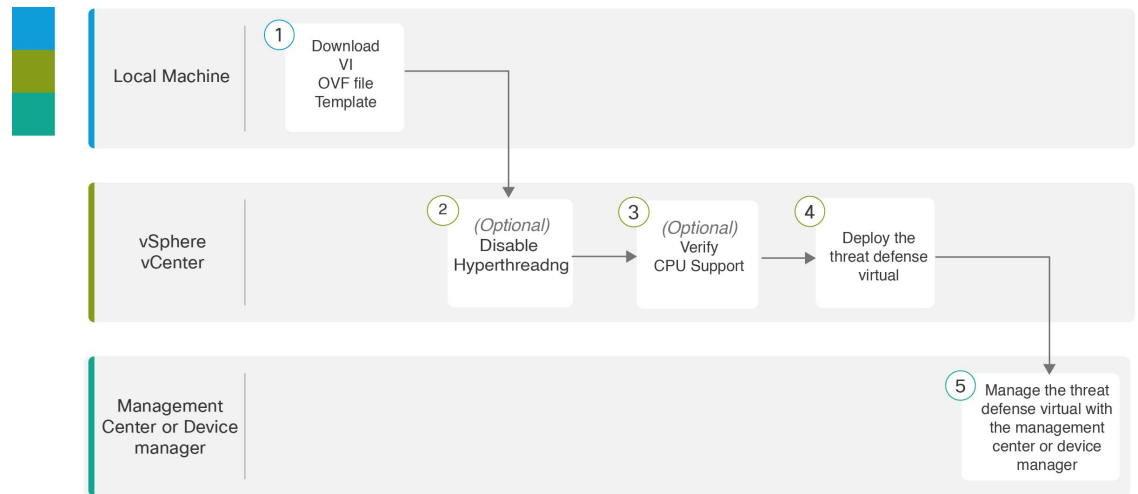 Local Machine
1
Download
VI
OVF file
Template
vSphere
vCenter
2
(Optional)
Disable
Hyperthreadng
3
(Optional)
Verify
CPU Support
4
Deploy the
threat defense
virtual
Management
Center or Device
manager
5
Manage the threat
defense virtual with
the management
center or device
manager